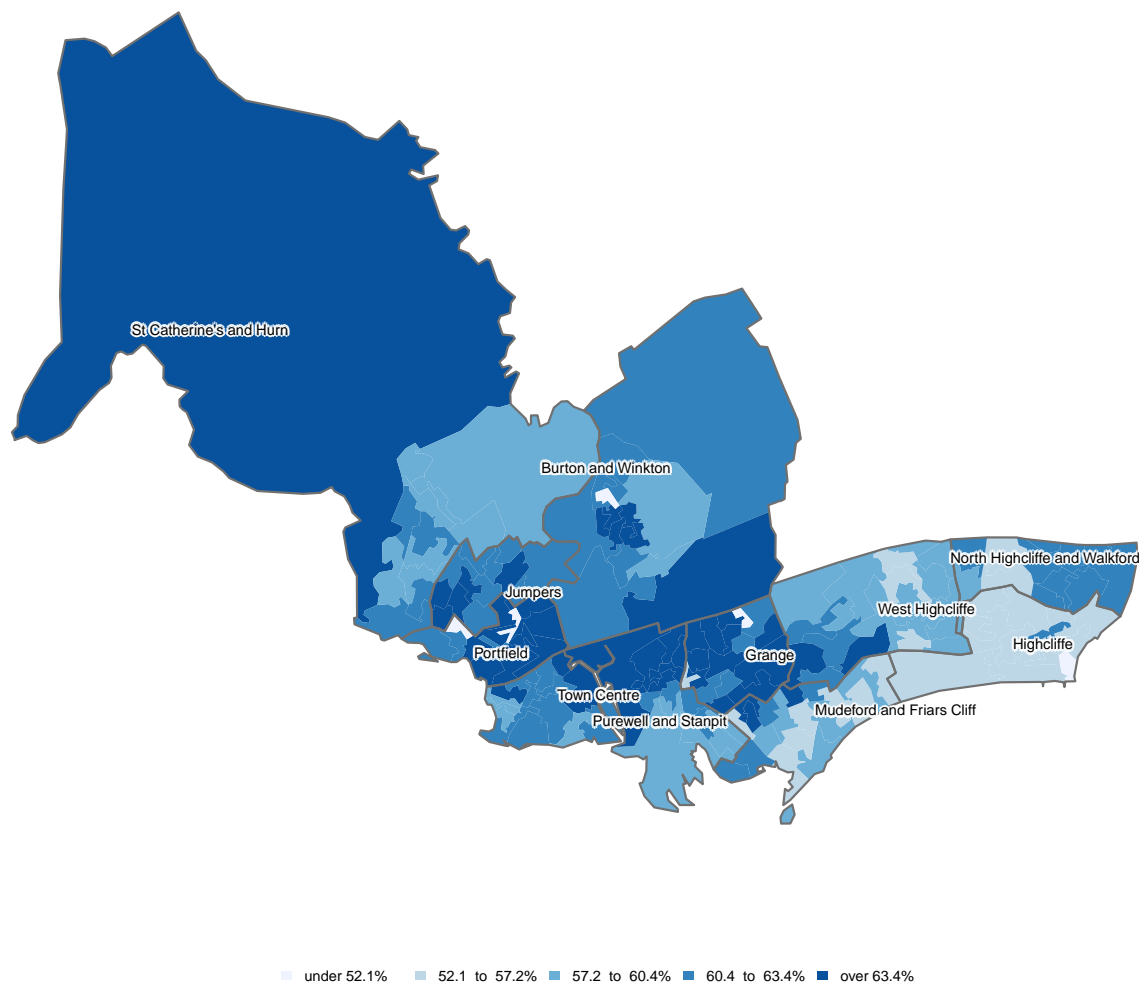 St Catherine's and Hurn
Burton and Winkton
North Highcliffe and Walkford
Jumpers
West Highcliffe
Highcliffe
Portfield
Grange
Town Centre
Mudeford and Friars Cliff
Purewell and Stanpit
under 52.1% 52.1 to 57.2% 57.2 to 60.4% 60.4 to 63.4% over 63.4%